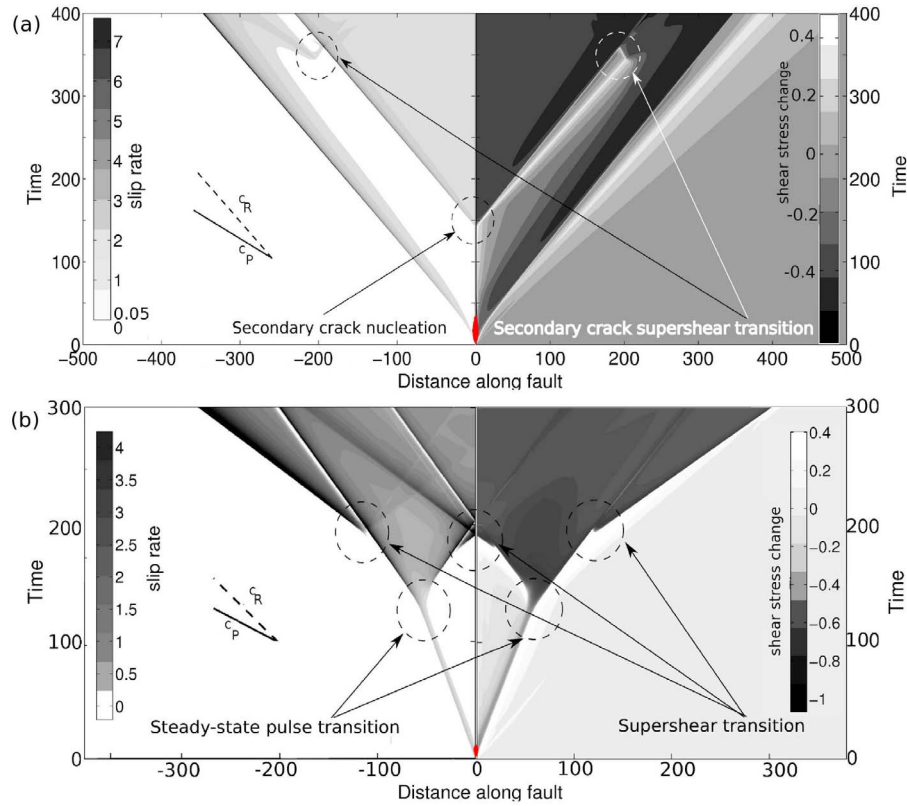 (a)
400
350
300
200
100
0
Time
7
6
5
4
3
2
1
0.05
0
slip rate
cR
cP
Secondary crack nucleation
Secondary crack supershear transition
0.4
0.2
0
-0.2
-0.4
shear stress change
400
350
300
200
100
0
Time
-500 -400 -300 -200 -100 0 100 200 300 400 500
Distance along fault
(b)
300
200
100
0
Time
4
3.5
3
2.5
2
1.5
1
0.5
0
slip rate
cR
cP
Steady-state pulse transition
Supershear transition
0.4
0.2
0
-0.2
-0.4
-0.6
-0.8
-1
shear stress change
300
200
100
0
Time
-300 -200 -100 0 100 200 300
Distance along fault